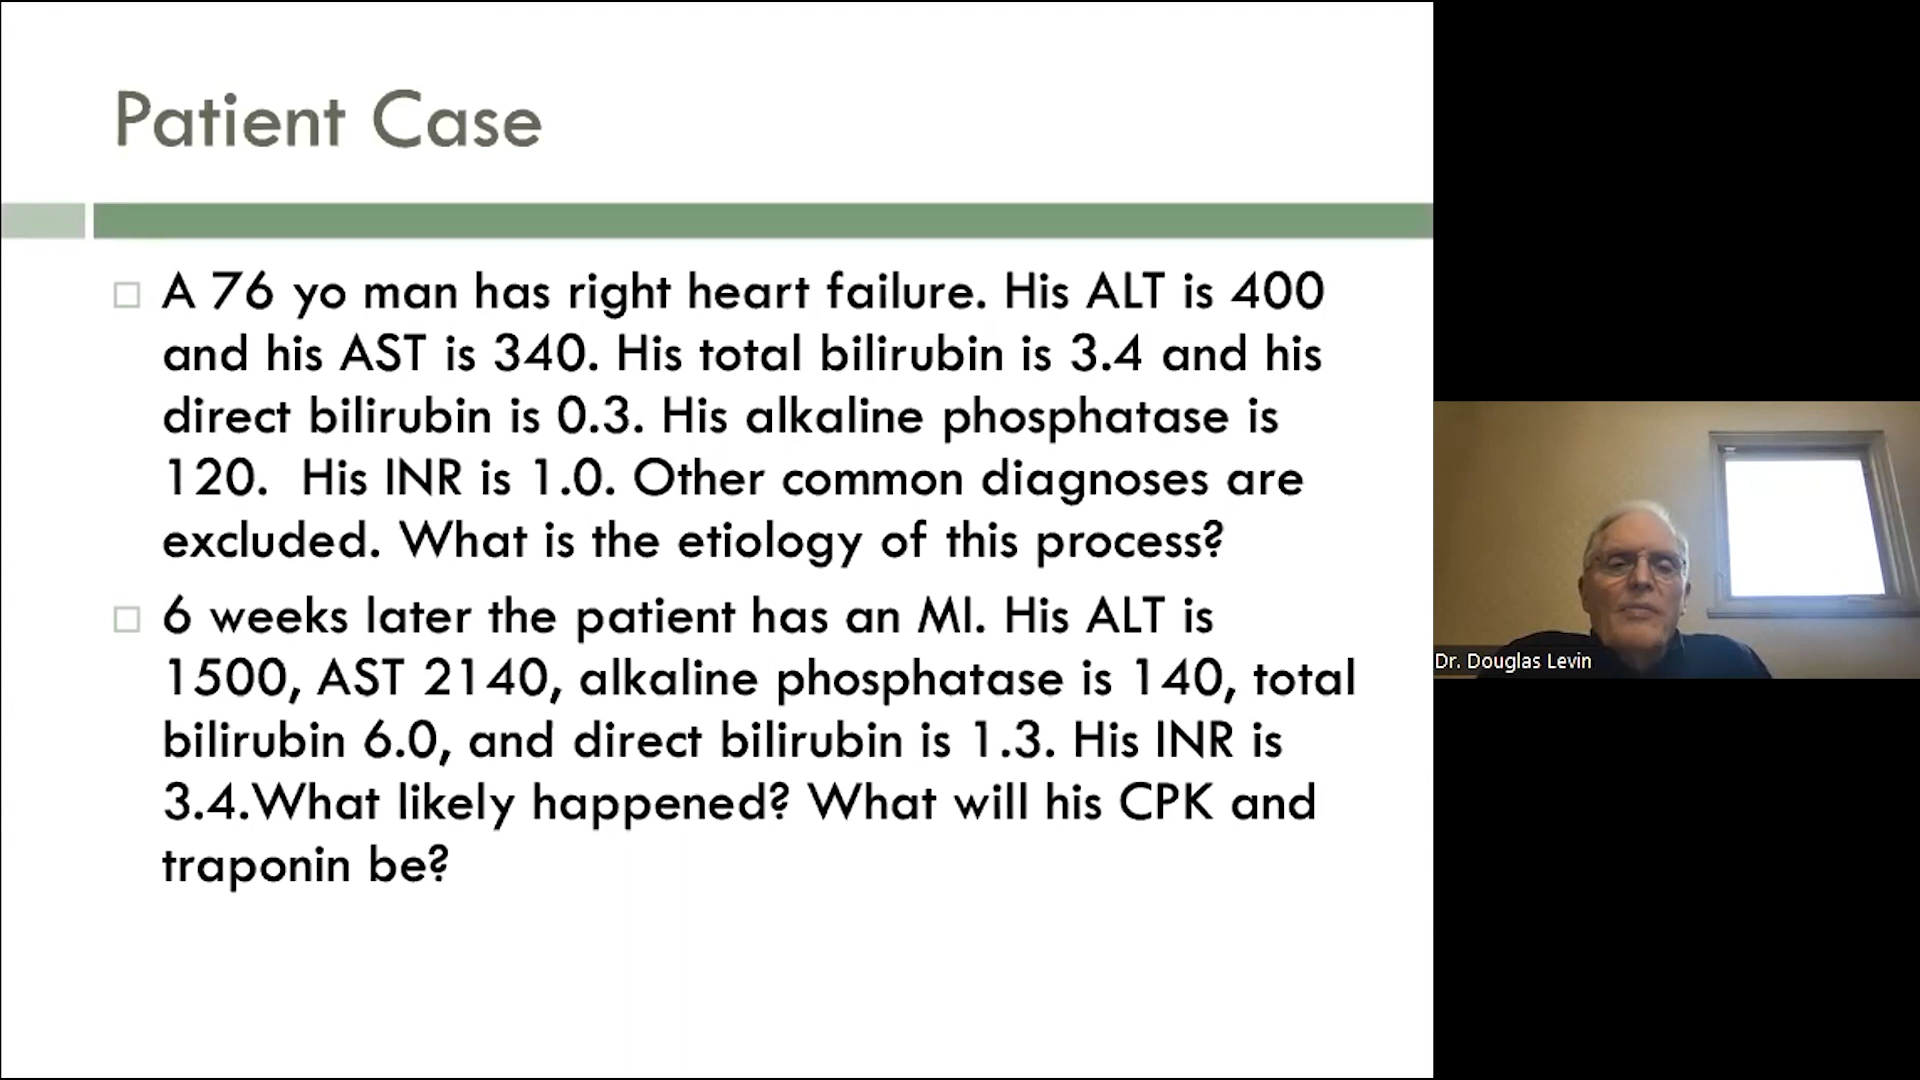 Patient Case
A 76 yo man has right heart failure. His ALT is 400
and his AST is 340. His total bilirubin is 3.4 and his
direct bilirubin is 0.3. His alkaline phosphatase is
120.  His INR is 1.0. Other common diagnoses are
excluded. What is the etiology of this process?
6 weeks later the patient has an MI. His ALT is
1500, AST 2140, alkaline phosphatase is 140, total
bilirubin 6.0, and direct bilirubin is 1.3. His INR is
3.4.What likely happened? What will his CPK and
traponin be?
Dr. Douglas Levin